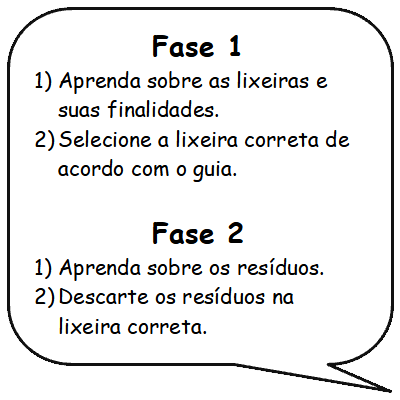 Fase 1
1) Aprenda sobre as lixeiras e
suas finalidades.
2) Selecione a lixeira correta de
acordo com o guia.
Fase 2
1) Aprenda sobre os resíduos.
2) Descarte os resíduos na
lixeira correta.